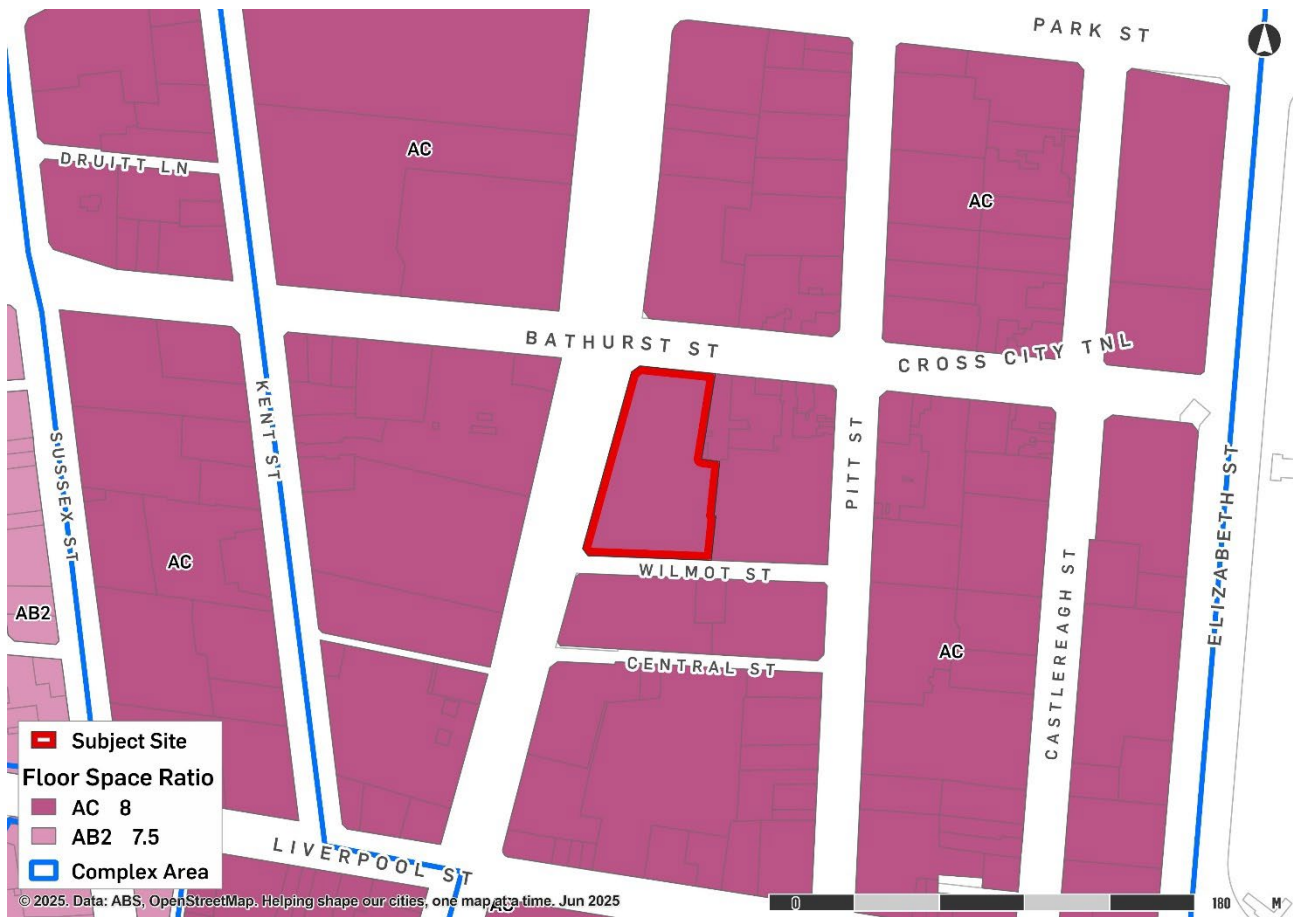 PARK ST
AC
DRUITT LN
AC
BATHURST ST
CROSS CITY TNL
KENT ST
SUSSEX ST
PITT ST
ELIZABETH ST
AC
WILMOT ST
AB2
CASTLEREAGH ST
CENTRAL ST
AC
Subject Site
Floor Space Ratio
AC 8
AB2 7.5
Complex Area
LIVERPOOL ST
© 2025. Data: ABS, OpenStreetMap. Helping shape our cities, one map at a time. Jun 2025
AC
0 180 M